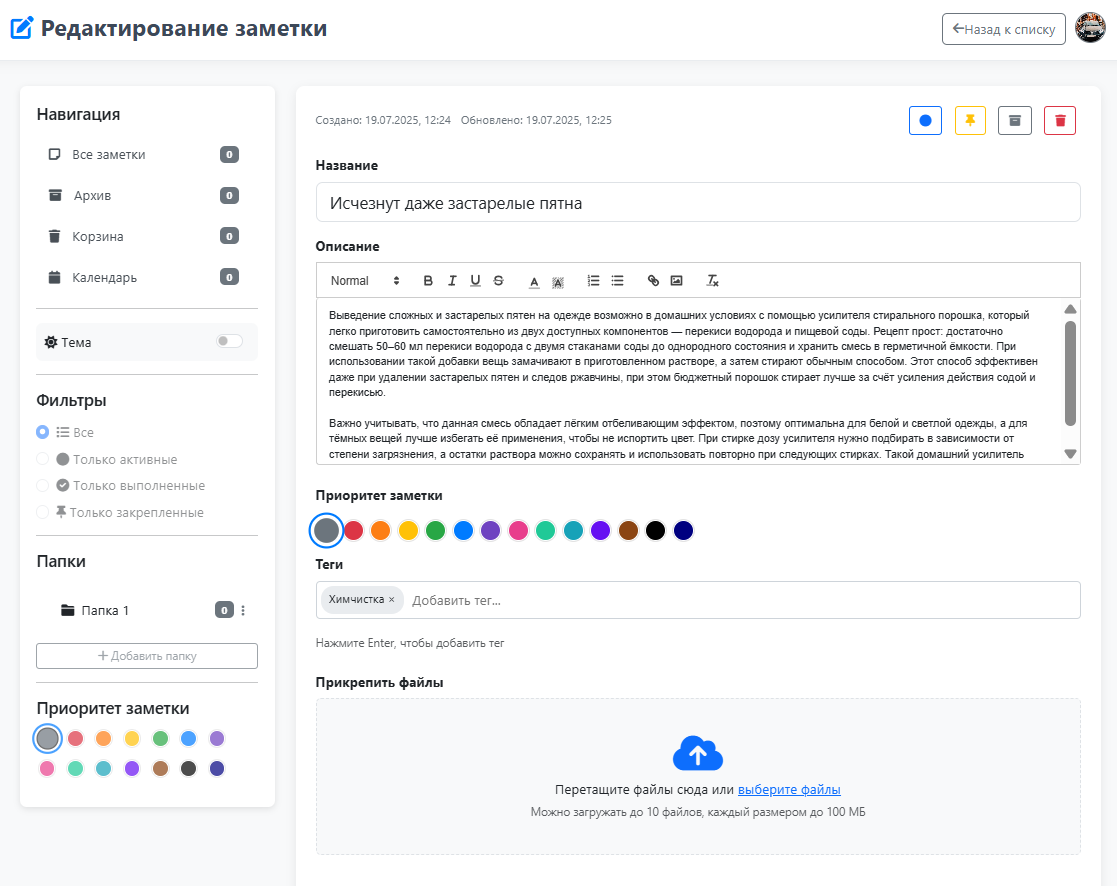 Редактирование заметки
Назад к списку
Навигация
Все заметки 0
Архив 0
Корзина 0
Календарь 0
Тема
Фильтры
Все
Только активные
Только выполненные
Только закрепленные
Папки
Папка 1 0
Добавить папку
Приоритет заметки
Создано: 19.07.2025, 12:24 Обновлено: 19.07.2025, 12:25
Название
Исчезнут даже застарелые пятна
Описание
Normal B I U S A A Tx
Выведение сложных и застарелых пятен на одежде возможно в домашних условиях с помощью усилителя стирального порошка, который
легко приготовить самостоятельно из двух доступных компонентов — перекиси водорода и пищевой соды. Рецепт прост: достаточно
смешать 50–60 мл перекиси водорода с двумя стаканами соды до однородного состояния и хранить смесь в герметичной ёмкости. При
использовании такой добавки вещь замачивают в приготовленном растворе, а затем стирают обычным способом. Этот способ эффективен
даже при удалении застарелых пятен и следов ржавчины, при этом бюджетный порошок стирает лучше за счёт усиления действия содой и
перекисью.
Важно учитывать, что данная смесь обладает лёгким отбеливающим эффектом, поэтому оптимальна для белой и светлой одежды, а для
тёмных вещей лучше избегать её применения, чтобы не испортить цвет. При стирке дозу усилителя нужно подбирать в зависимости от
степени загрязнения, а остатки раствора можно сохранять и использовать повторно при следующих стирках. Такой домашний усилитель
Приоритет заметки
Теги
Химчистка × Добавить тег...
Нажмите Enter, чтобы добавить тег
Прикрепить файлы
Перетащите файлы сюда или выберите файлы
Можно загружать до 10 файлов, каждый размером до 100 МБ